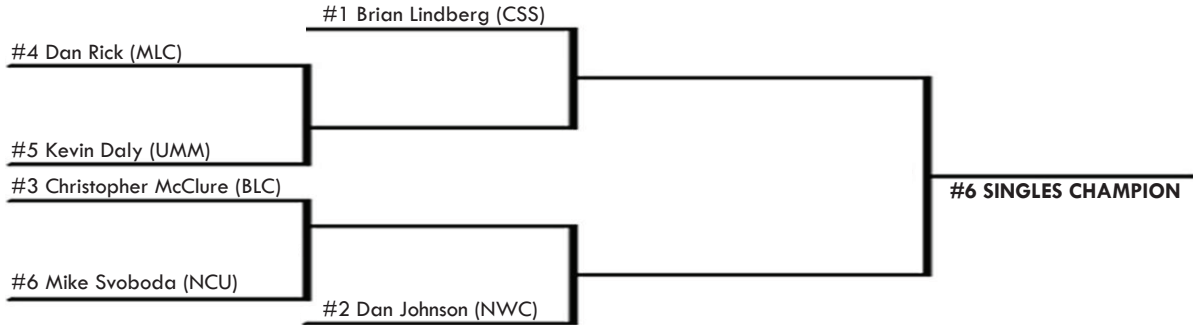 #1 Brian Lindberg (CSS)
#4 Dan Rick (MLC)
#5 Kevin Daly (UMM)
#3 Christopher McClure (BLC)
#6 SINGLES CHAMPION
#6 Mike Svoboda (NCU)
#2 Dan Johnson (NWC)